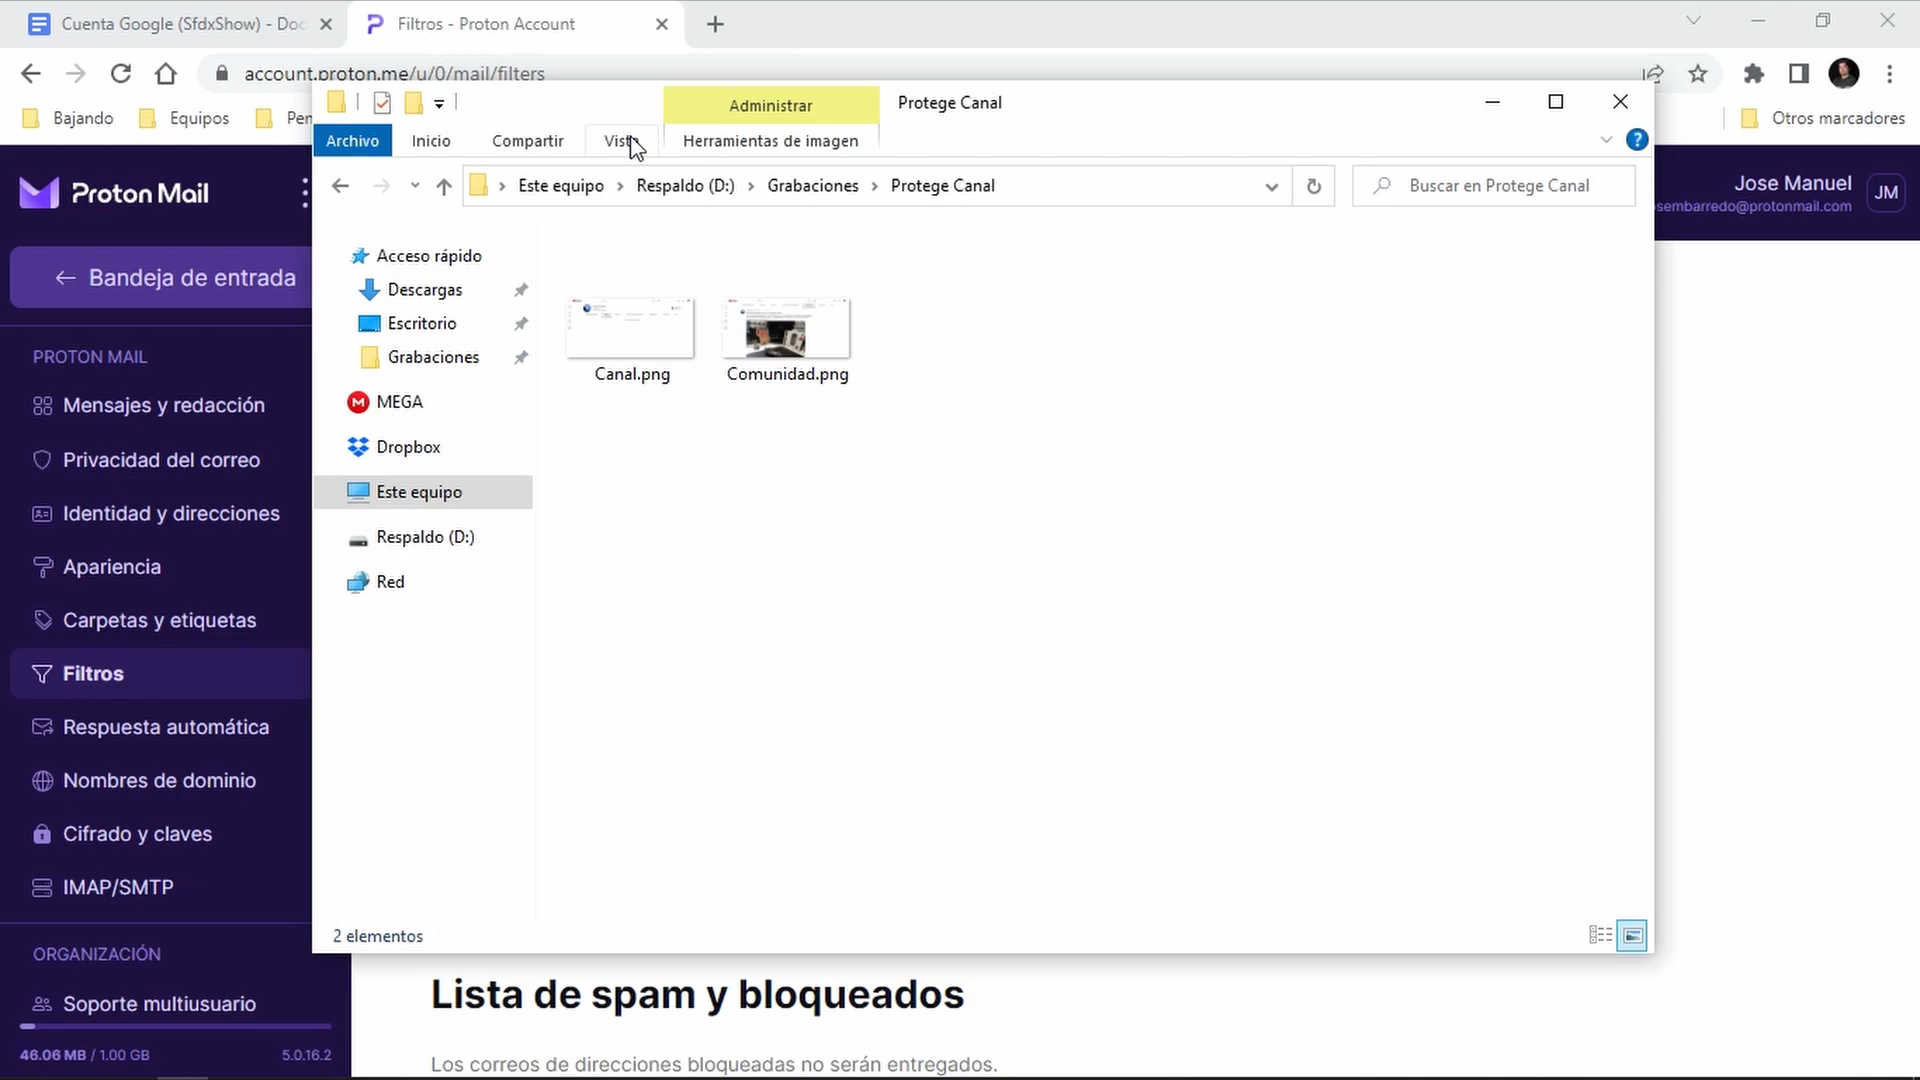 Cuenta Google (SfdxShow) - Doc
Filtros - Proton Account
account.proton.me/u/0/mail/filters
Bajando
Equipos
Otros marcadores
Administrar
Protege Canal
Archivo
Inicio
Compartir
Vista
Herramientas de imagen
Este equipo
Respaldo (D:)
Grabaciones
Protege Canal
Buscar en Protege Canal
Proton Mail
Jose Manuel
osembarredo@protonmail.com
JM
Bandeja de entrada
PROTON MAIL
Mensajes y redacción
Privacidad del correo
Identidad y direcciones
Apariencia
Carpetas y etiquetas
Filtros
Respuesta automática
Nombres de dominio
Cifrado y claves
IMAP/SMTP
ORGANIZACIÓN
Soporte multiusuario
46.06 MB / 1.00 GB
5.0.16.2
Acceso rápido
Descargas
Escritorio
Grabaciones
MEGA
Dropbox
Este equipo
Respaldo (D:)
Red
Canal.png
Comunidad.png
2 elementos
Lista de spam y bloqueados
Los correos de direcciones bloqueadas no serán entregados.